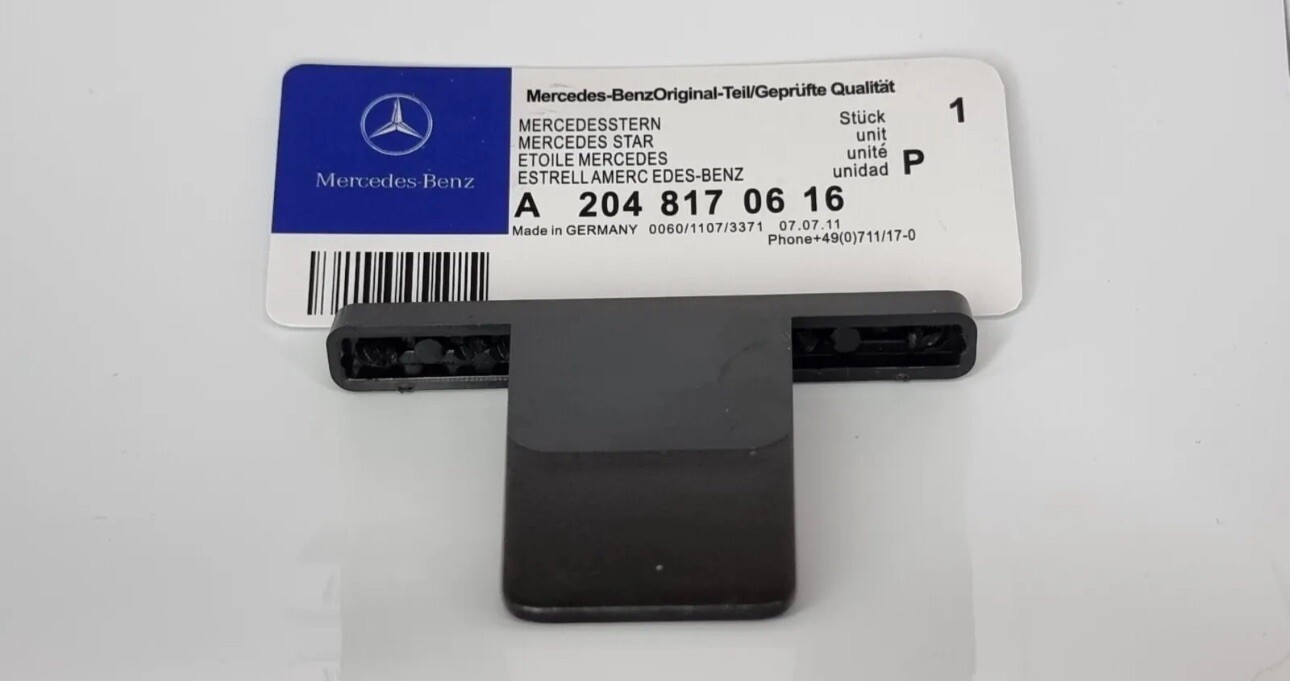 Mercedes-Benz
Mercedes-BenzOriginal-Teil/Geprüfte Qualität
1
MERCEDESSTERN
MERCEDES STAR
ETOILE MERCEDES
ESTRELLAMERC EDES-BENZ
Stück
unit
unité
unidad P
A 204 817 06 16
Made in GERMANY 0060/1107/3371 07.07.11
Phone+49(0)711/17-0